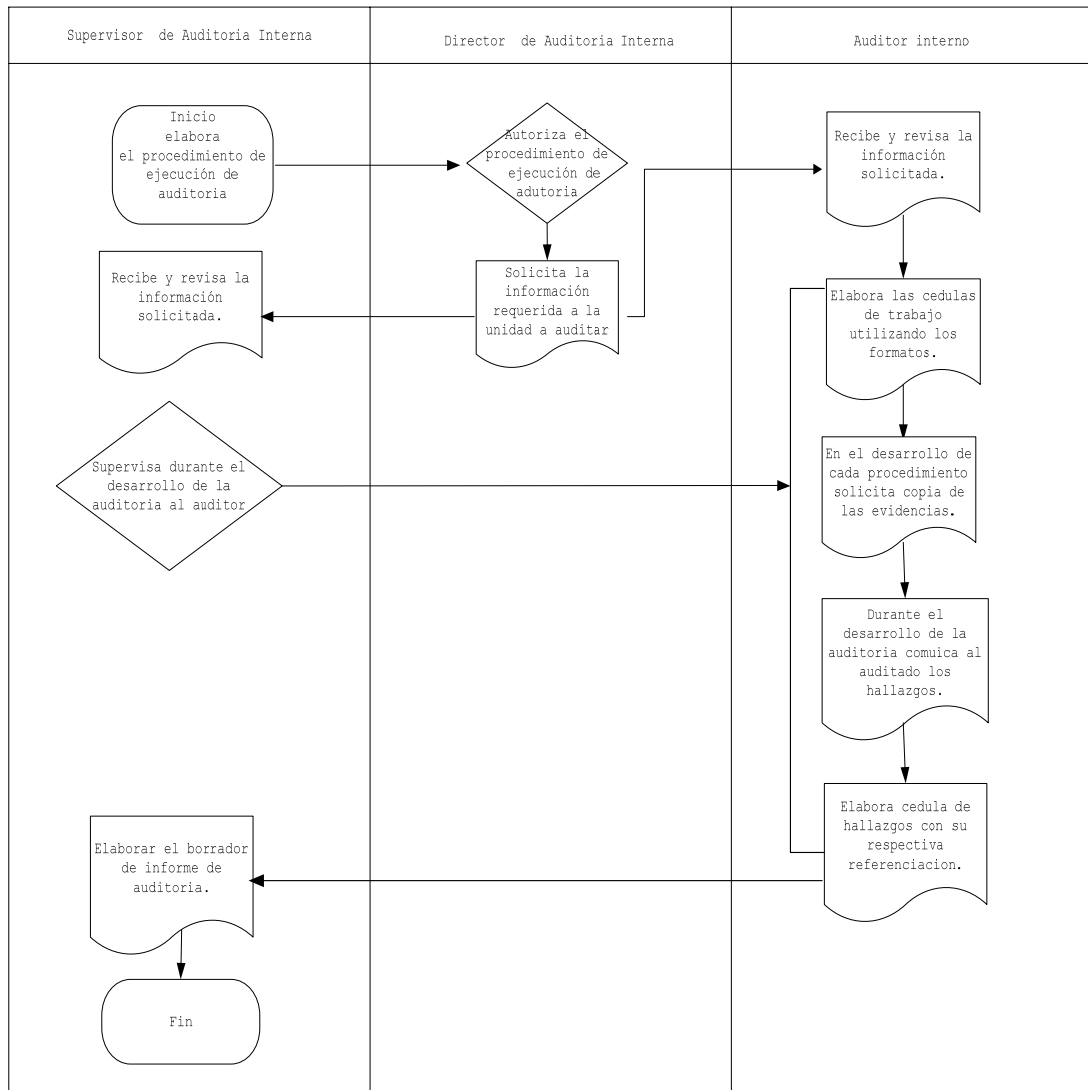 Supervisor de Auditoria Interna
Director de Auditoria Interna
Auditor interno
Inicio
elabora
el procedimiento de
ejecución de
auditoria
Autoriza el
procedimiento de
ejecución de
adutoria
Recibe y revisa la
información
solicitada.
Recibe y revisa la
información
solicitada.
Solicita la
información
requerida a la
unidad a auditar
Elabora las cedulas
de trabajo
utilizando los
formatos.
Supervisa durante el
desarrollo de la
auditoria al auditor
En el desarrollo de
cada procedimiento
solicita copia de
las evidencias.
Durante el
desarrollo de la
auditoria comuica al
auditado los
hallazgos.
Elabora cedula de
hallazgos con su
respectiva
referenciacion.
Elaborar el borrador
de informe de
auditoria.
Fin